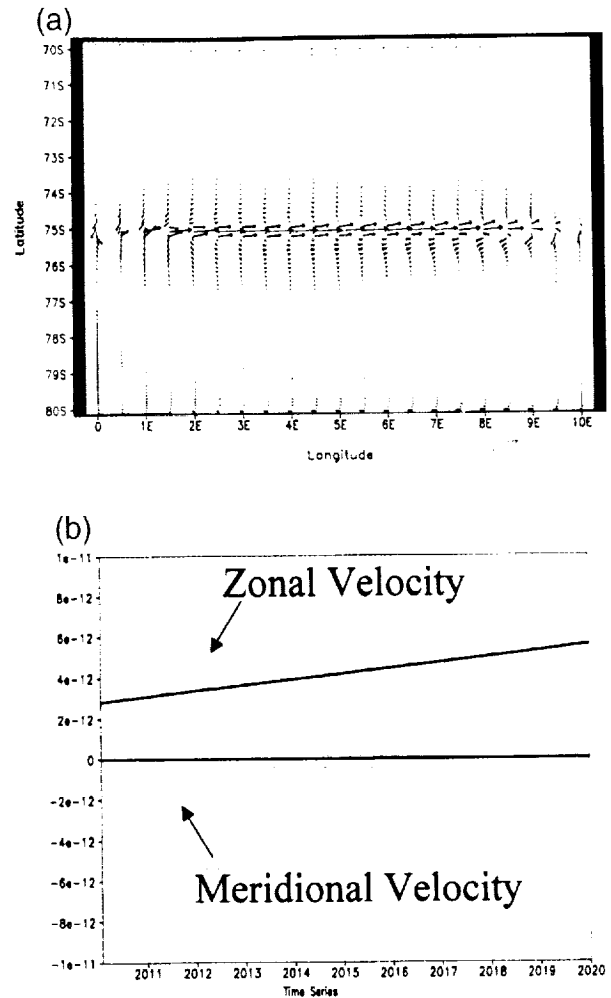 (a)
70S
71S
72S
73S
74S
75S
76S
77S
78S
79S
80S
Latitude
0 1E 2E 3E 4E 5E 6E 7E 8E 9E 10E
Longitude
(b)
1e-11
8e-12
6e-12
4e-12
2e-12
0
-2e-12
-4e-12
-6e-12
-8e-12
-1e-11
Zonal Velocity
Meridional Velocity
2011 2012 2013 2014 2015 2016 2017 2018 2019 2020
Time Series